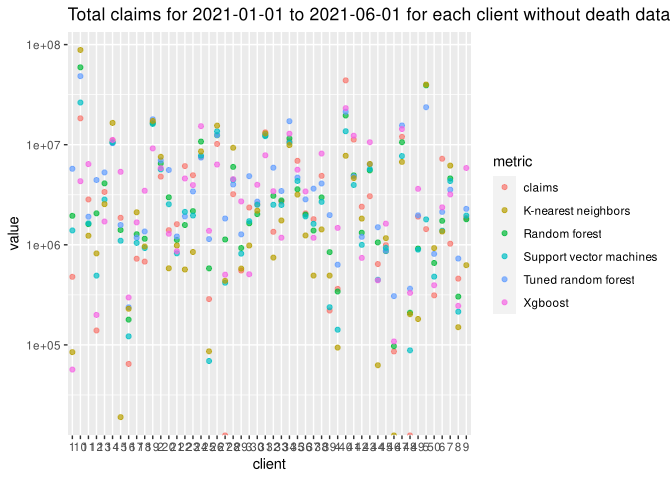 Total claims for 2021-01-01 to 2021-06-01 for each client without death data
1e+08
1e+07
1e+06
1e+05
value
client
metric
claims
K-nearest neighbors
Random forest
Support vector machines
Tuned random forest
Xgboost